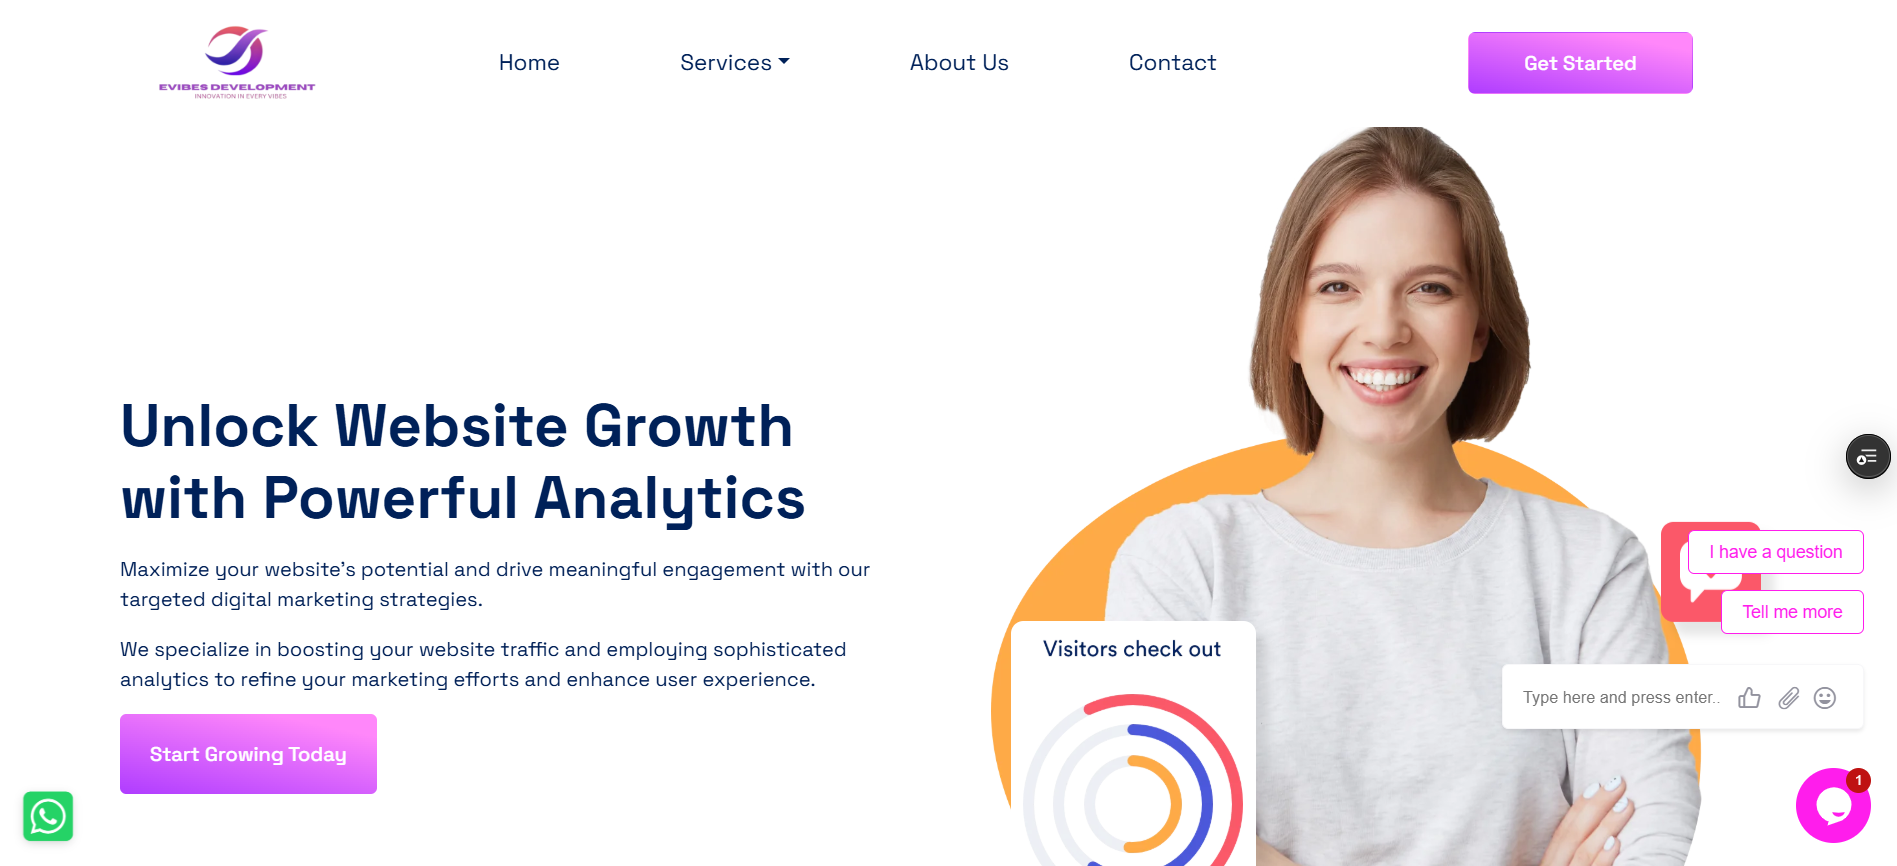 EVIBES DEVELOPMENT
INNOVATION IN EVERY VIBES
Home
Services
About Us
Contact
Get Started
Unlock Website Growth
with Powerful Analytics
Maximize your website's potential and drive meaningful engagement with our
targeted digital marketing strategies.
We specialize in boosting your website traffic and employing sophisticated
analytics to refine your marketing efforts and enhance user experience.
Start Growing Today
Visitors check out
I have a question
Tell me more
Type here and press enter..
1